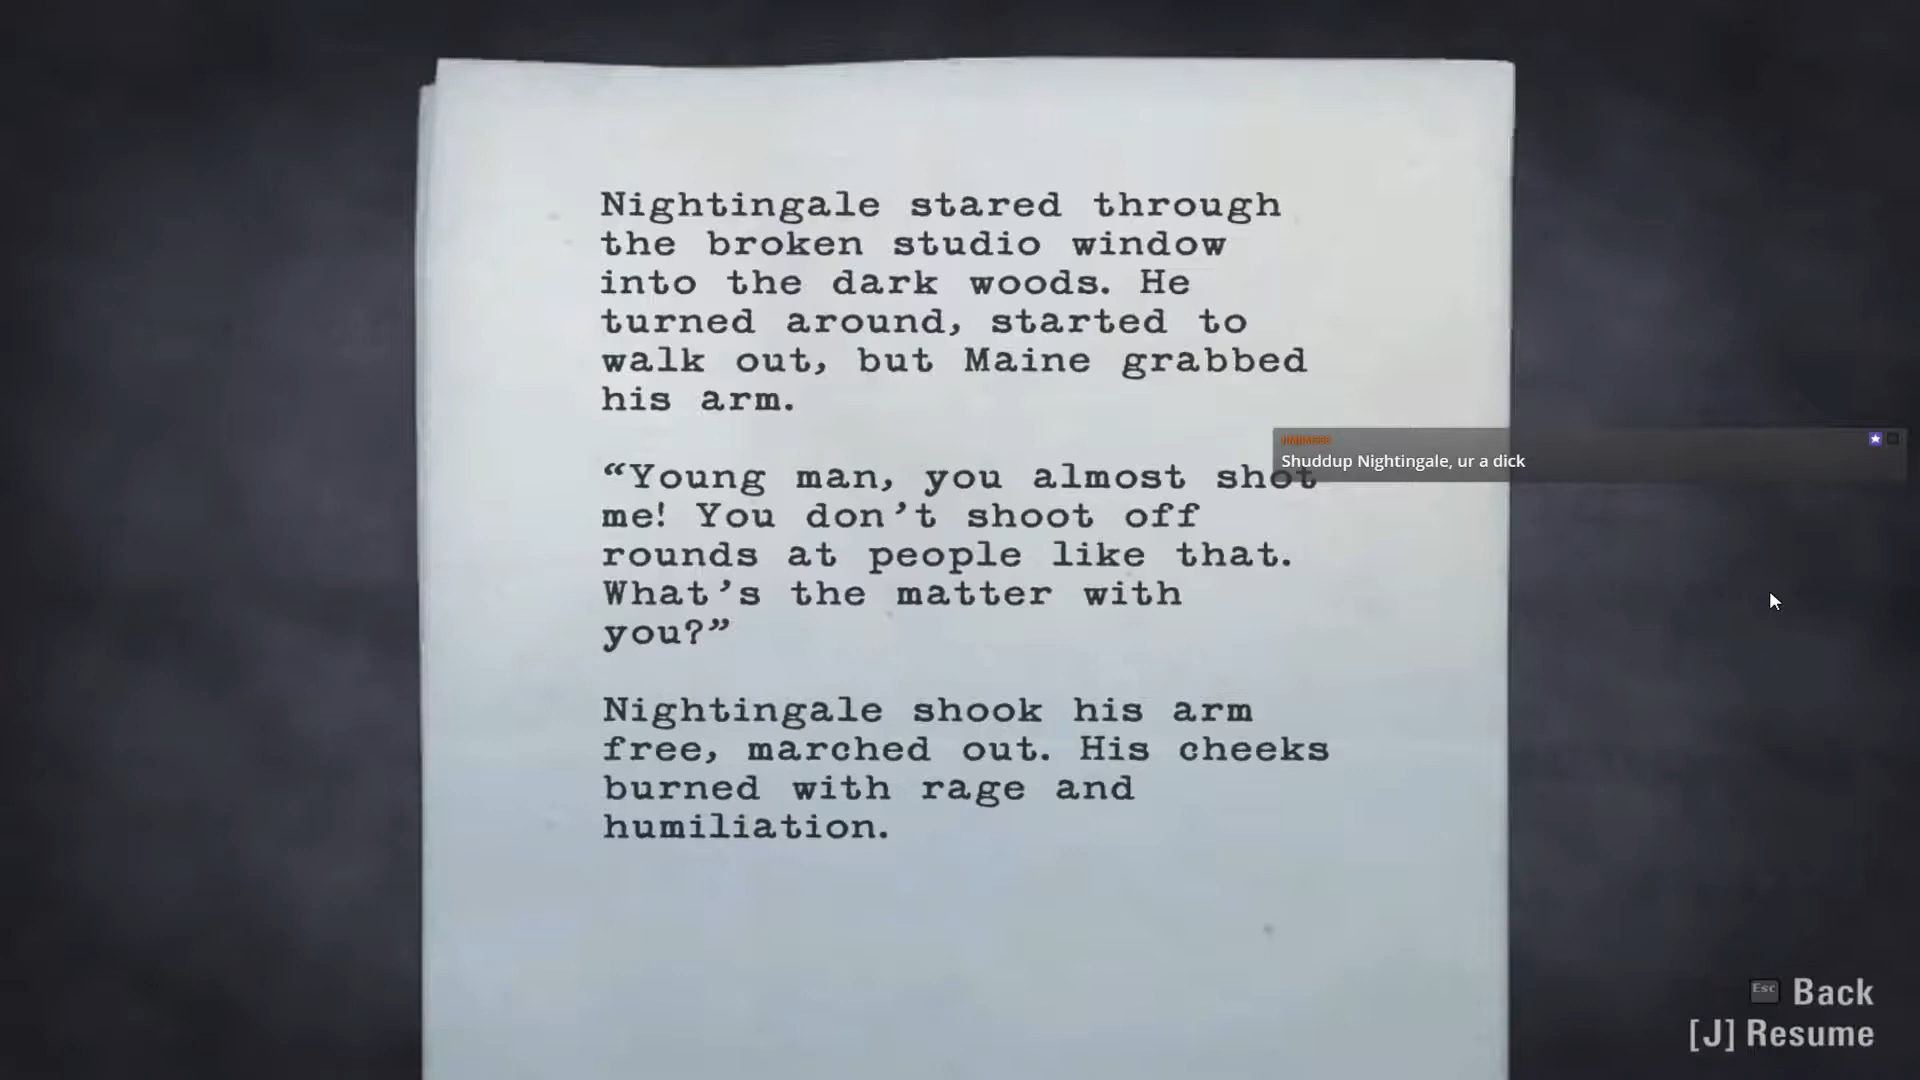 Nightingale stared through
the broken studio window
into the dark woods. He
turned around, started to
walk out, but Maine grabbed
his arm.
Shuddup Nightingale, ur a dick
“Young man, you almost shot
me! You don’t shoot off
rounds at people like that.
What’s the matter with
you?”
Nightingale shook his arm
free, marched out. His cheeks
burned with rage and
humiliation.
Esc Back
[J] Resume